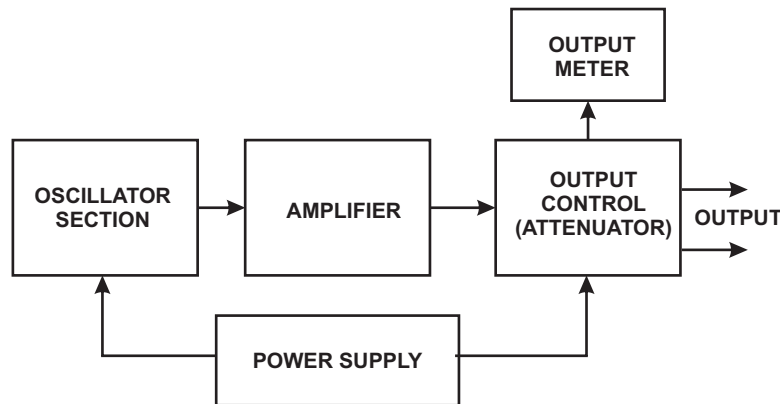 OUTPUT
METER
OSCILLATOR
SECTION
AMPLIFIER
OUTPUT
CONTROL
(ATTENUATOR)
OUTPUT
POWER SUPPLY